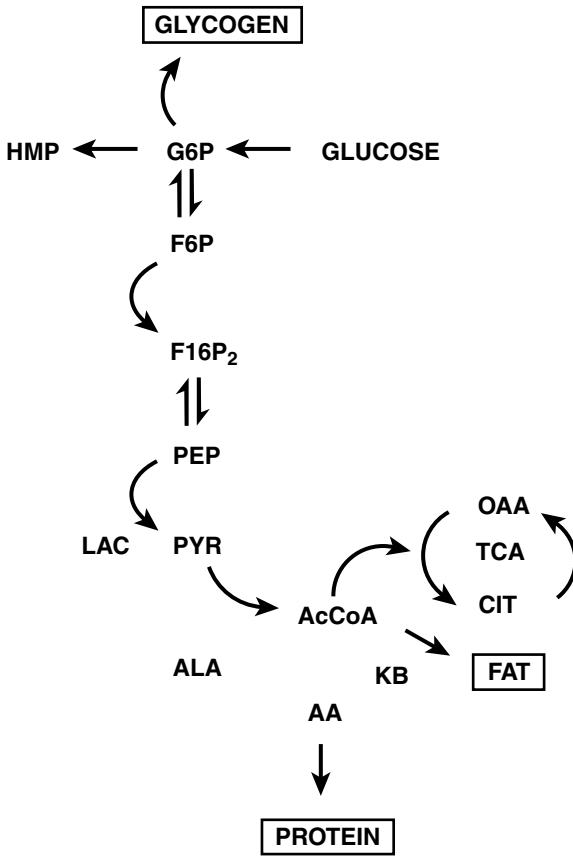 GLYCOGEN
HMP G6P GLUCOSE
F6P
F16P₂
PEP
OAA
LAC PYR TCA
CIT
AcCoA
ALA KB FAT
AA
PROTEIN